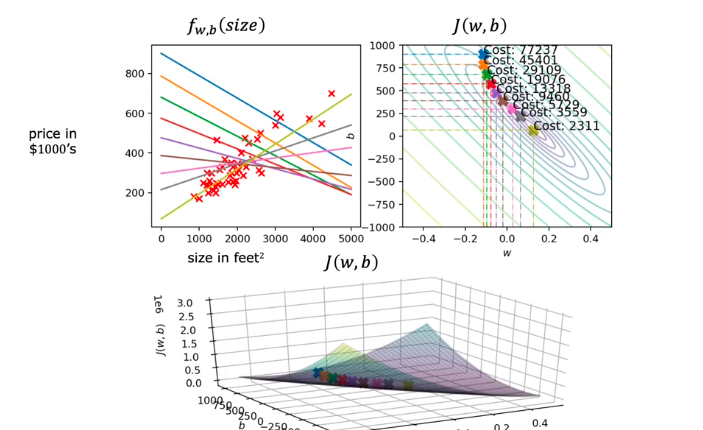 f w,b (size)
J(w, b)
800
600
400
200
price in
$1000's
0 1000 2000 3000 4000 5000
size in feet²
b
1000
750
500
250
0
−250
−500
−750
−1000
−0.4 −0.2 0.0 0.2 0.4
w
Cost: 77237
Cost: 45401
Cost: 29109
Cost: 19076
Cost: 13318
Cost: 9460
Cost: 5729
Cost: 3559
Cost: 2311
J(w, b)
1e6
J(w, b)
3.0
2.5
2.0
1.5
1.0
0.5
0.0
1000
750
500
250
0
−250
b
0.2
0.4